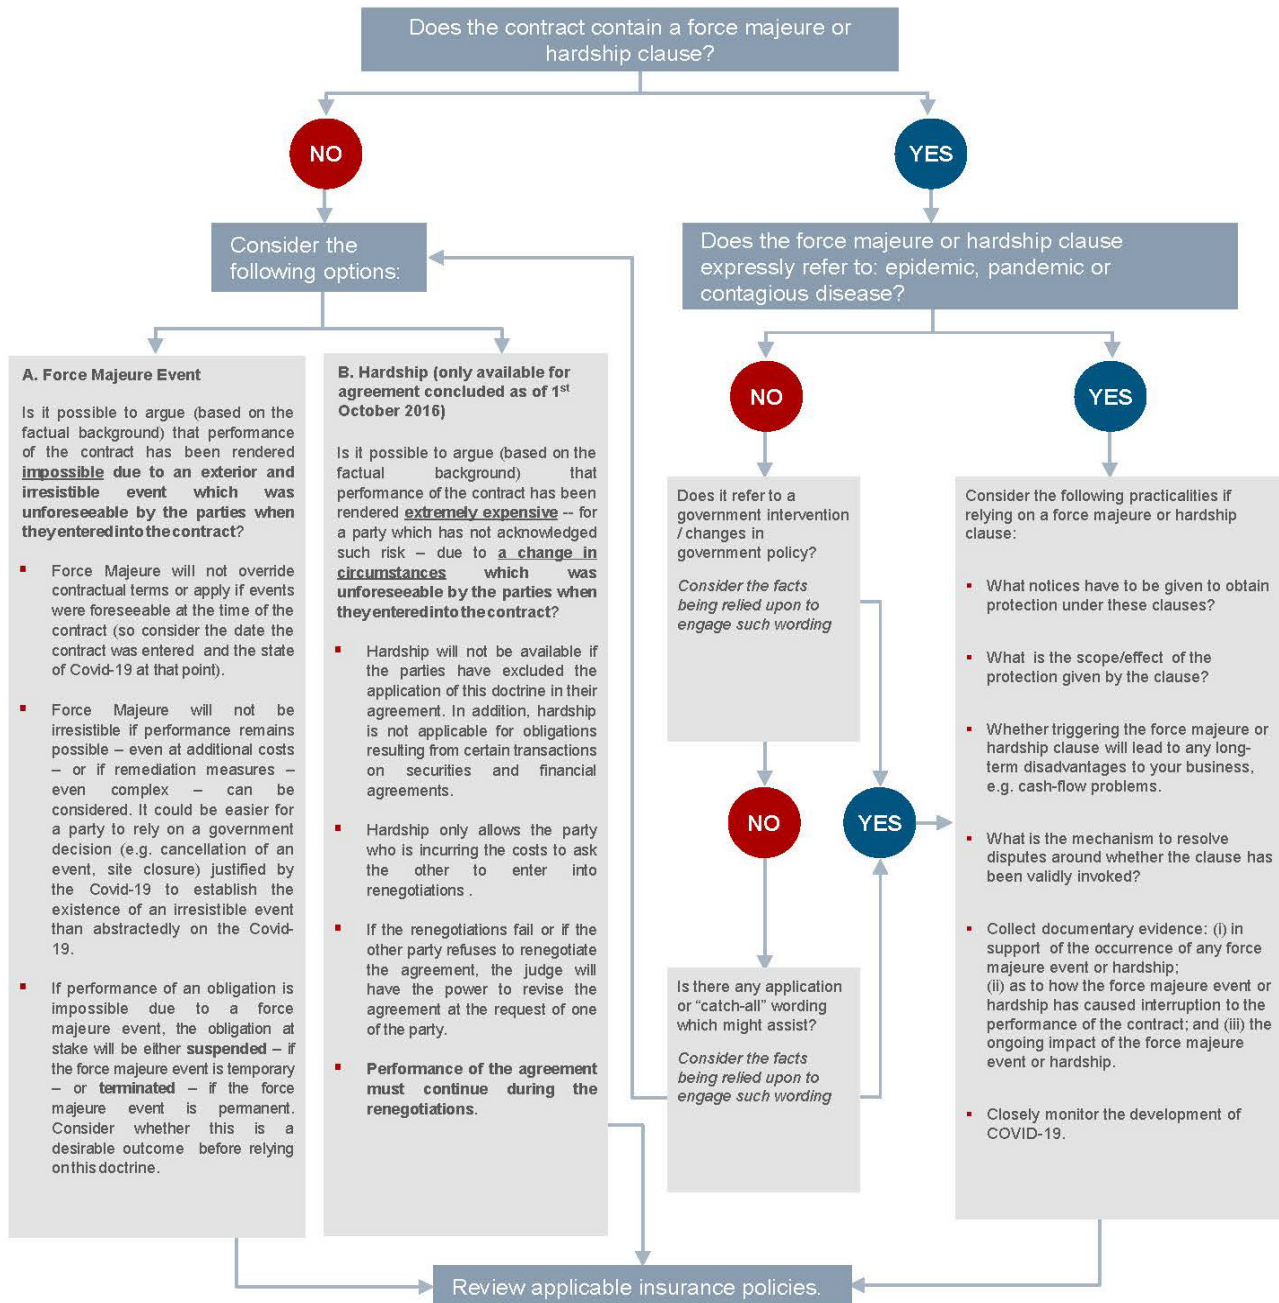 Does the contract contain a force majeure or
hardship clause?
NO
YES
Consider the
following options:
Does the force majeure or hardship clause
expressly refer to: epidemic, pandemic or
contagious disease?
A. Force Majeure Event
Is it possible to argue (based on the
factual background) that performance
of the contract has been rendered
impossible due to an exterior and
irresistible event which was
unforeseeable by the parties when
they entered into the contract?
▪ Force Majeure will not override
contractual terms or apply if events
were foreseeable at the time of the
contract (so consider the date the
contract was entered and the state
of Covid-19 at that point).
▪ Force Majeure will not be
irresistible if performance remains
possible – even at additional costs
– or if remediation measures –
even complex – can be
considered. It could be easier for
a party to rely on a government
decision (e.g. cancellation of an
event, site closure) justified by
the Covid-19 to establish the
existence of an irresistible event
than abstractedly on the Covid-
19.
▪ If performance of an obligation is
impossible due to a force
majeure event, the obligation at
stake will be either suspended – if
the force majeure event is temporary
– or terminated – if the force
majeure event is permanent.
Consider whether this is a
desirable outcome before relying
on this doctrine.
B. Hardship (only available for
agreement concluded as of 1st
October 2016)
Is it possible to argue (based on the
factual background) that
performance of the contract has been
rendered extremely expensive -- for
a party which has not acknowledged
such risk – due to a change in
circumstances which was
unforeseeable by the parties when
they entered into the contract?
▪ Hardship will not be available if
the parties have excluded the
application of this doctrine in their
agreement. In addition, hardship
is not applicable for obligations
resulting from certain transactions
on securities and financial
agreements.
▪ Hardship only allows the party
who is incurring the costs to ask
the other to enter into
renegotiations .
▪ If the renegotiations fail or if the
other party refuses to renegotiate
the agreement, the judge will
have the power to revise the
agreement at the request of one
of the party.
▪ Performance of the agreement
must continue during the
renegotiations.
NO
YES
Does it refer to a
government intervention
/ changes in
government policy?
Consider the facts
being relied upon to
engage such wording
NO
YES
Is there any application
or “catch-all” wording
which might assist?
Consider the facts
being relied upon to
engage such wording
Consider the following practicalities if
relying on a force majeure or hardship
clause:
▪ What notices have to be given to obtain
protection under these clauses?
▪ What is the scope/effect of the
protection given by the clause?
▪ Whether triggering the force majeure or
hardship clause will lead to any long-
term disadvantages to your business,
e.g. cash-flow problems.
▪ What is the mechanism to resolve
disputes around whether the clause has
been validly invoked?
▪ Collect documentary evidence: (i) in
support of the occurrence of any force
majeure event or hardship;
(ii) as to how the force majeure event or
hardship has caused interruption to the
performance of the contract; and (iii) the
ongoing impact of the force majeure
event or hardship.
▪ Closely monitor the development of
COVID-19.
Review applicable insurance policies.